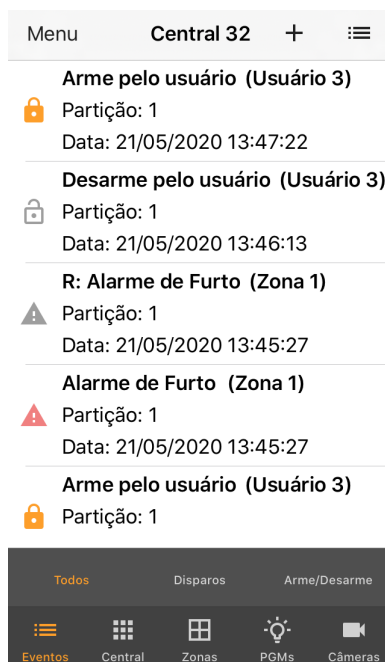 Menu Central 32
Arme pelo usuário (Usuário 3)
Partição: 1
Data: 21/05/2020 13:47:22
Desarme pelo usuário (Usuário 3)
Partição: 1
Data: 21/05/2020 13:46:13
R: Alarme de Furto (Zona 1)
Partição: 1
Data: 21/05/2020 13:45:27
Alarme de Furto (Zona 1)
Partição: 1
Data: 21/05/2020 13:45:27
Arme pelo usuário (Usuário 3)
Partição: 1
Todos Disparos Arme/Desarme
Eventos Central Zonas PGMs Câmeras